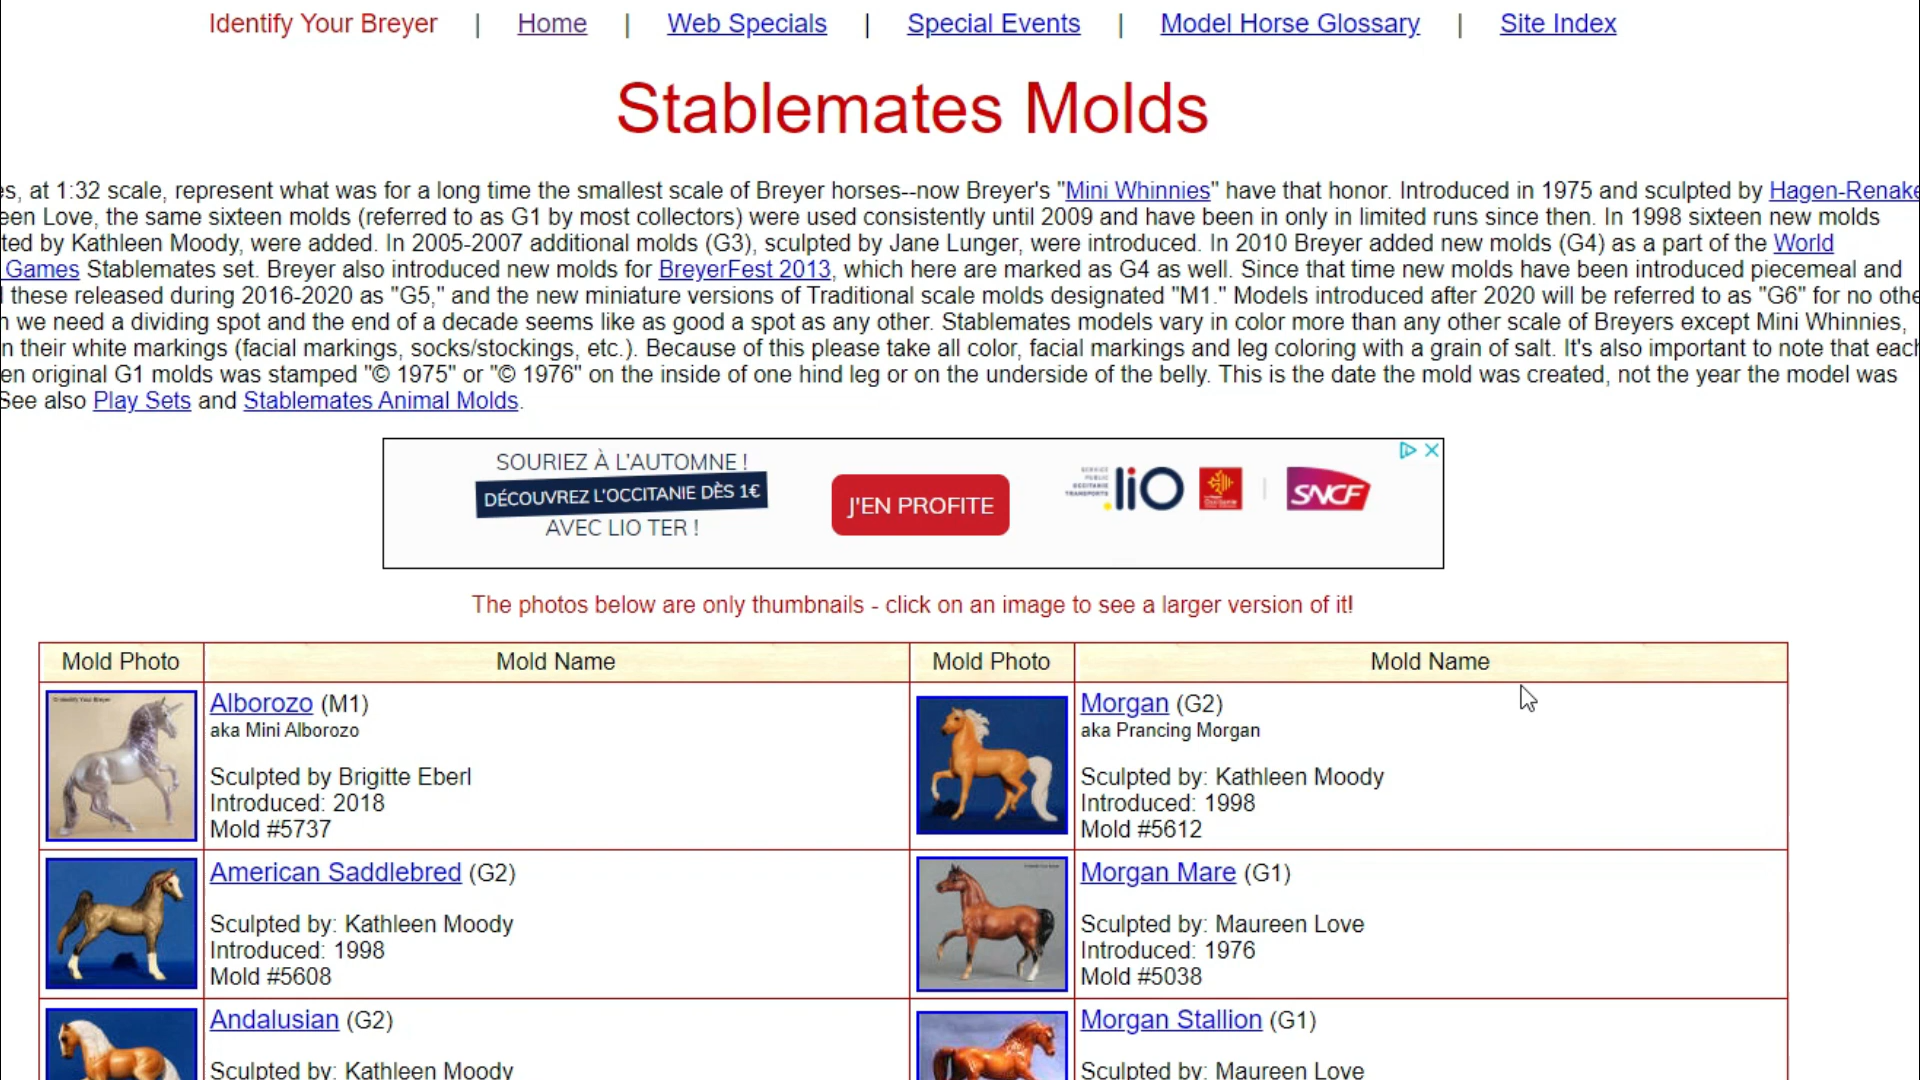 Identify Your Breyer | Home | Web Specials | Special Events | Model Horse Glossary | Site Index
Stablemates Molds
es, at 1:32 scale, represent what was for a long time the smallest scale of Breyer horses--now Breyer's "Mini Whinnies" have that honor. Introduced in 1975 and sculpted by Hagen-Renake
een Love, the same sixteen molds (referred to as G1 by most collectors) were used consistently until 2009 and have been in only in limited runs since then. In 1998 sixteen new molds
ted by Kathleen Moody, were added. In 2005-2007 additional molds (G3), sculpted by Jane Lunger, were introduced. In 2010 Breyer added new molds (G4) as a part of the World
Games Stablemates set. Breyer also introduced new molds for BreyerFest 2013, which here are marked as G4 as well. Since that time new molds have been introduced piecemeal and
these released during 2016-2020 as "G5," and the new miniature versions of Traditional scale molds designated "M1." Models introduced after 2020 will be referred to as "G6" for no othe
n we need a dividing spot and the end of a decade seems like as good a spot as any other. Stablemates models vary in color more than any other scale of Breyers except Mini Whinnies,
n their white markings (facial markings, socks/stockings, etc.). Because of this please take all color, facial markings and leg coloring with a grain of salt. It's also important to note that each
en original G1 molds was stamped "© 1975" or "© 1976" on the inside of one hind leg or on the underside of the belly. This is the date the mold was created, not the year the model was
See also Play Sets and Stablemates Animal Molds.
SOURIEZ À L'AUTOMNE !
DÉCOUVREZ L'OCCITANIE DÈS 1€
AVEC LIO TER !
J'EN PROFITE
SERVICE
PUBLIC
OCCITANIE
TRANSPORTS
liO
SNCF
The photos below are only thumbnails - click on an image to see a larger version of it!
Mold Photo Mold Name Mold Photo Mold Name
© Identify Your Breyer
Alborozo (M1)
aka Mini Alborozo
Sculpted by Brigitte Eberl
Introduced: 2018
Mold #5737
Morgan (G2)
aka Prancing Morgan
Sculpted by: Kathleen Moody
Introduced: 1998
Mold #5612
American Saddlebred (G2)
Sculpted by: Kathleen Moody
Introduced: 1998
Mold #5608
Morgan Mare (G1)
Sculpted by: Maureen Love
Introduced: 1976
Mold #5038
Andalusian (G2)
Sculpted by: Kathleen Moody
Morgan Stallion (G1)
Sculpted by: Maureen Love